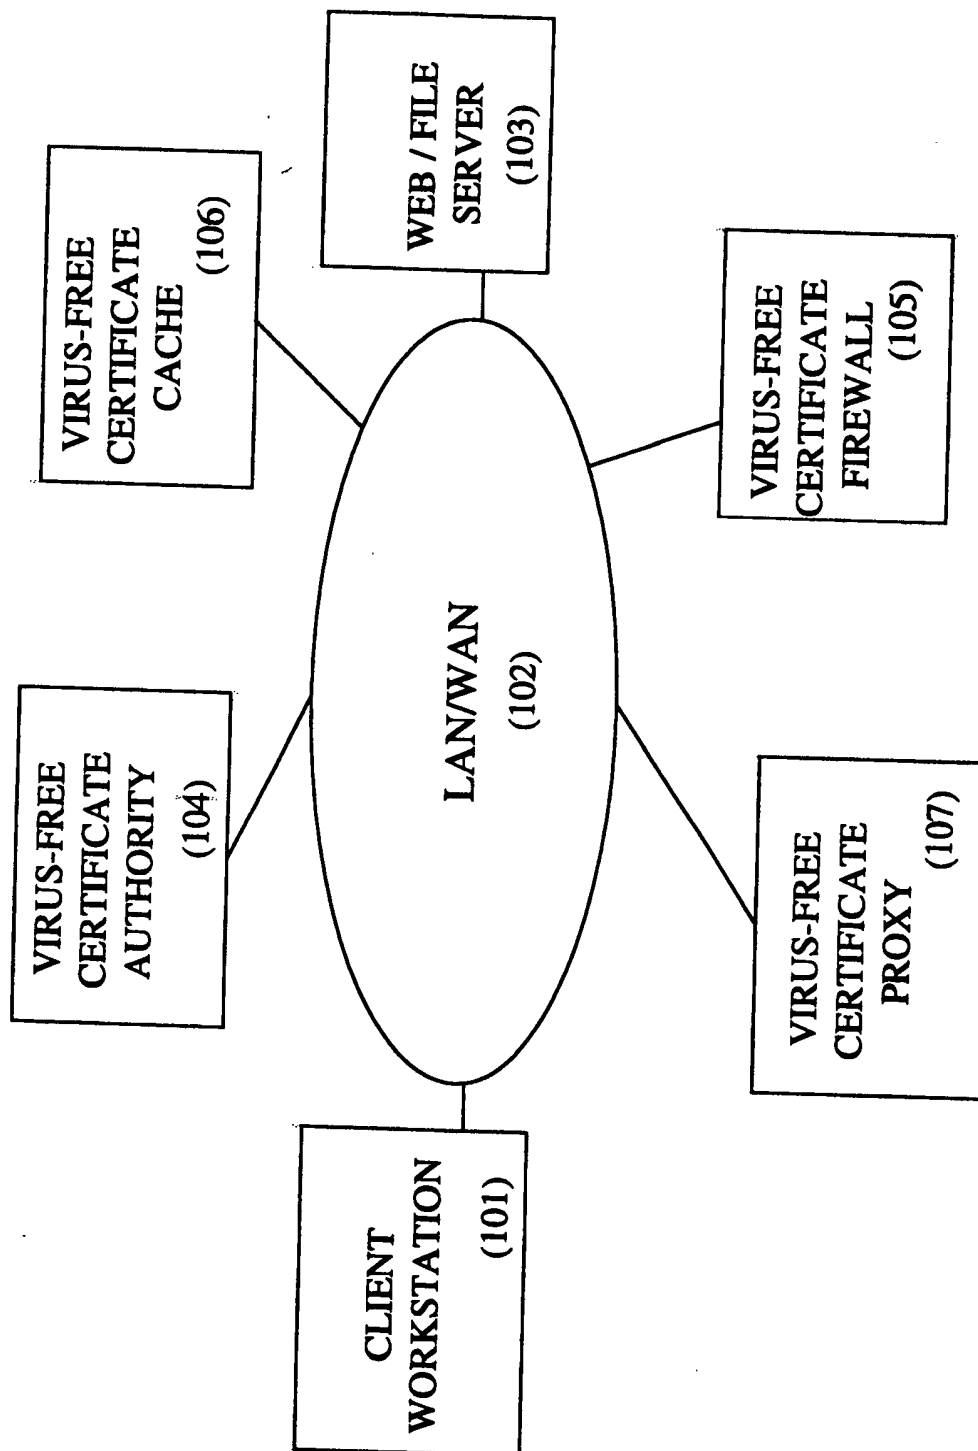 VIRUS-FREE
CERTIFICATE
AUTHORITY
(104)
VIRUS-FREE
CERTIFICATE
CACHE
(106)
CLIENT
WORKSTATION
(101)
LAN/WAN
(102)
WEB / FILE
SERVER
(103)
VIRUS-FREE
CERTIFICATE
PROXY
(107)
VIRUS-FREE
CERTIFICATE
FIREWALL
(105)